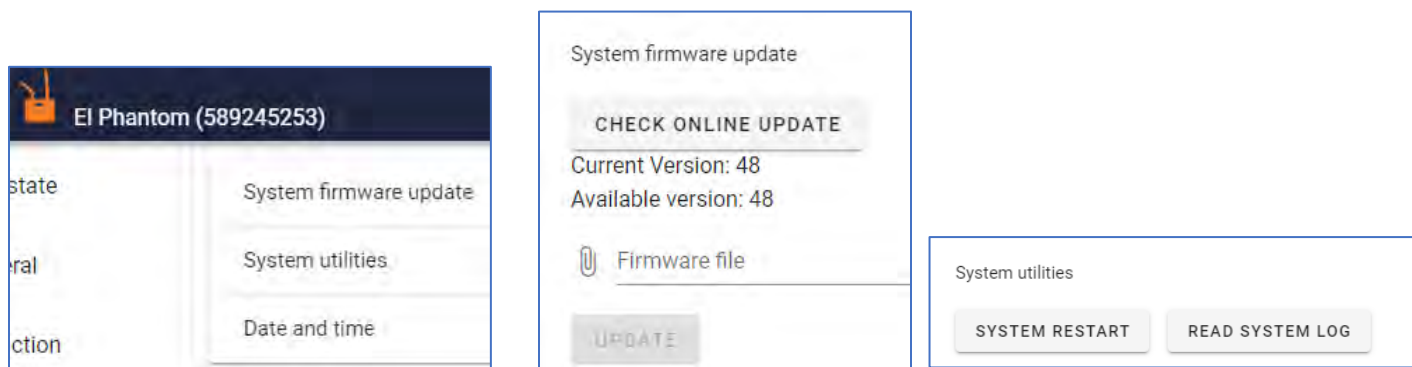 El Phantom (589245253)
state
System firmware update
System utilities
ction
Date and time
System firmware update
CHECK ONLINE UPDATE
Current Version: 48
Available version: 48
Firmware file
UPDATE
System utilities
SYSTEM RESTART READ SYSTEM LOG